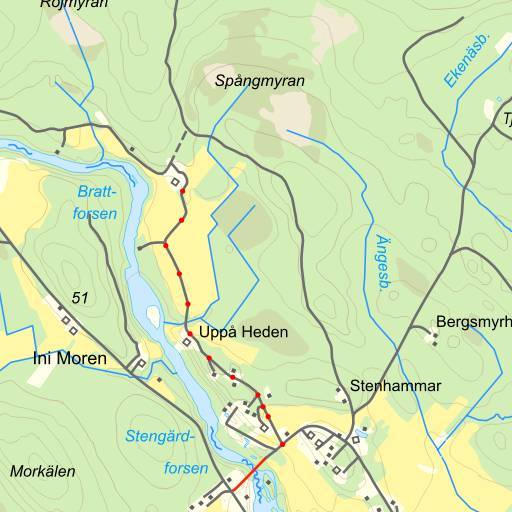 Röjmyran
Spångmyran
Ekenäsb.
Bratt-
forsen
Ängesb.
51
Uppå Heden
Bergsmyrh
Ini Moren
Stenhammar
Stengärd-
forsen
Morkälen